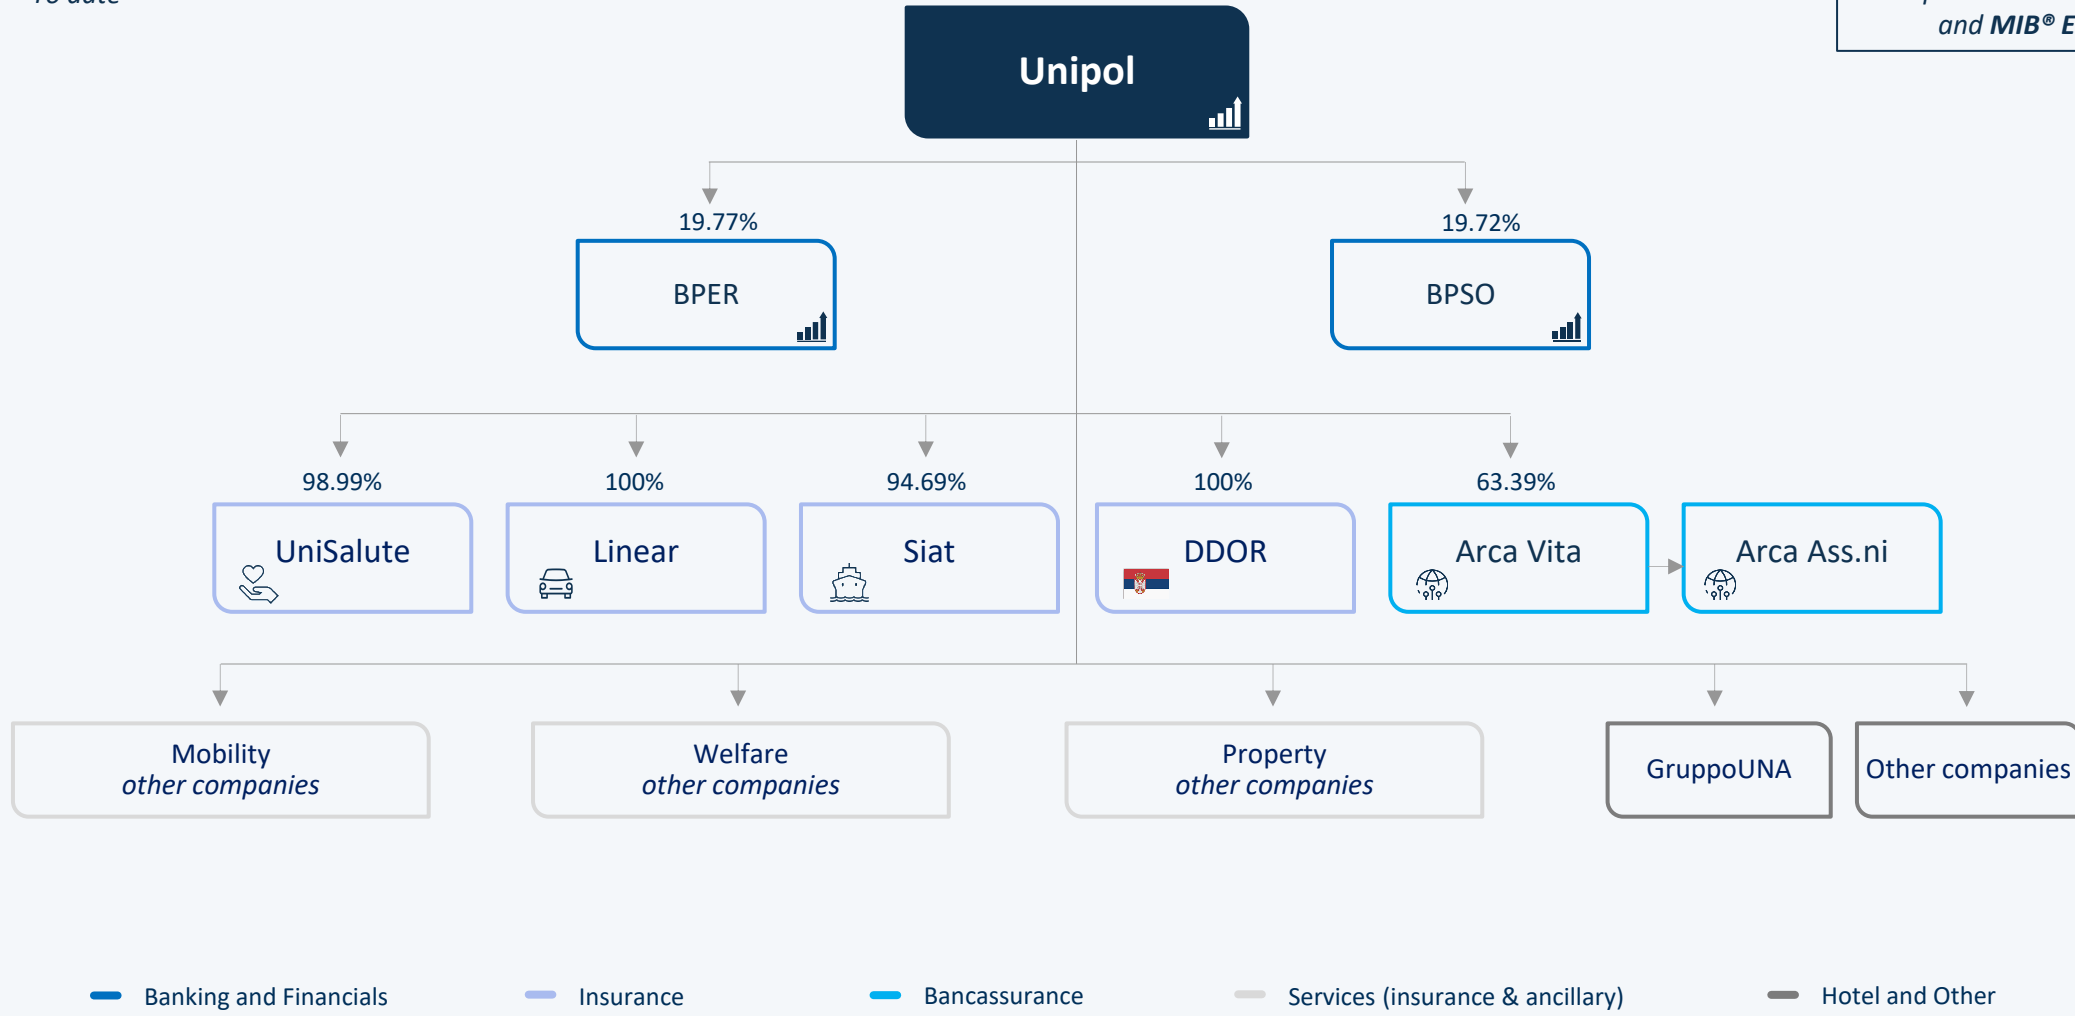 To date
and MIB® E
Unipol
19.77%
19.72%
BPER
BPSO
98.99%
100%
94.69%
100%
63.39%
UniSalute
Linear
Siat
DDOR
Arca Vita
Arca Ass.ni
Mobility
other companies
Welfare
other companies
Property
other companies
GruppoUNA
Other companies
Banking and Financials
Insurance
Bancassurance
Services (insurance & ancillary)
Hotel and Other